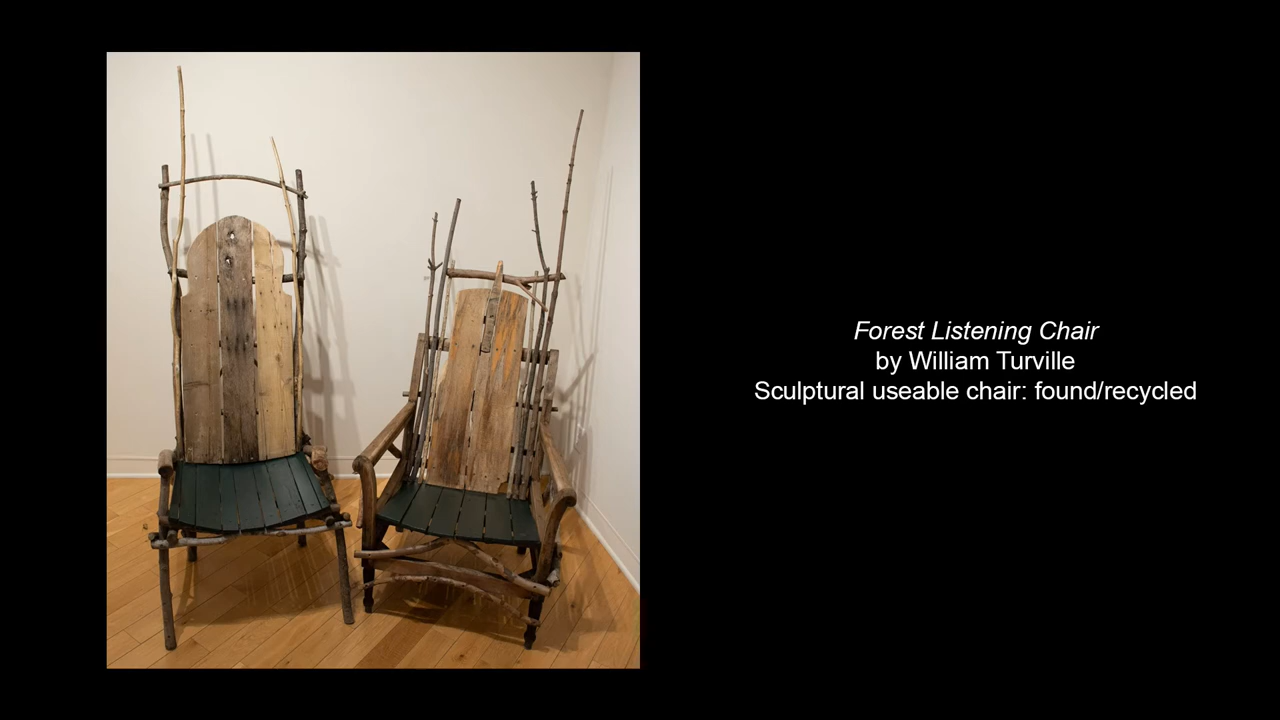 Forest Listening Chair
by William Turville
Sculptural useable chair: found/recycled